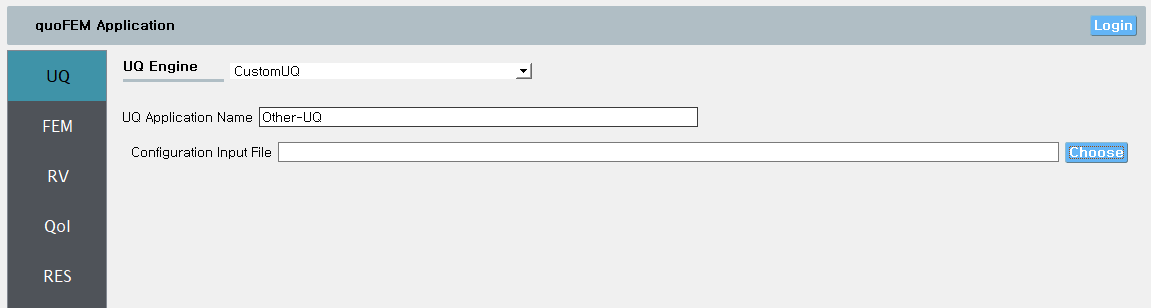 quoFEM Application
Login
UQ
FEM
RV
QoI
RES
UQ Engine
CustomUQ
UQ Application Name
Other-UQ
Configuration Input File
Choose